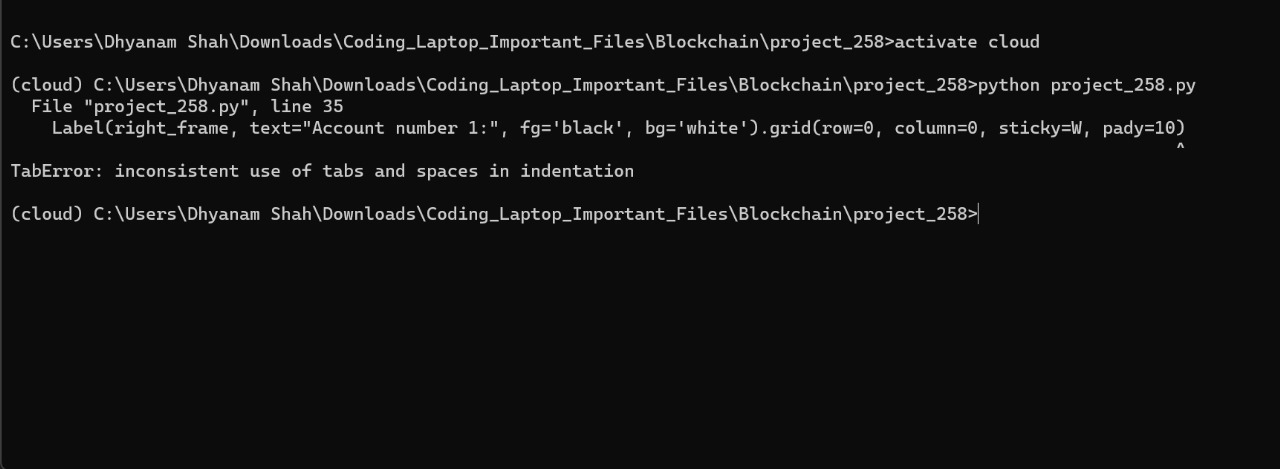 C:\Users\Dhyanam Shah\Downloads\Coding_Laptop_Important_Files\Blockchain\project_258>activate cloud
(cloud) C:\Users\Dhyanam Shah\Downloads\Coding_Laptop_Important_Files\Blockchain\project_258>python project_258.py
File "project_258.py", line 35
Label(right_frame, text="Account number 1:", fg='black', bg='white').grid(row=0, column=0, sticky=W, pady=10)
^
TabError: inconsistent use of tabs and spaces in indentation
(cloud) C:\Users\Dhyanam Shah\Downloads\Coding_Laptop_Important_Files\Blockchain\project_258>